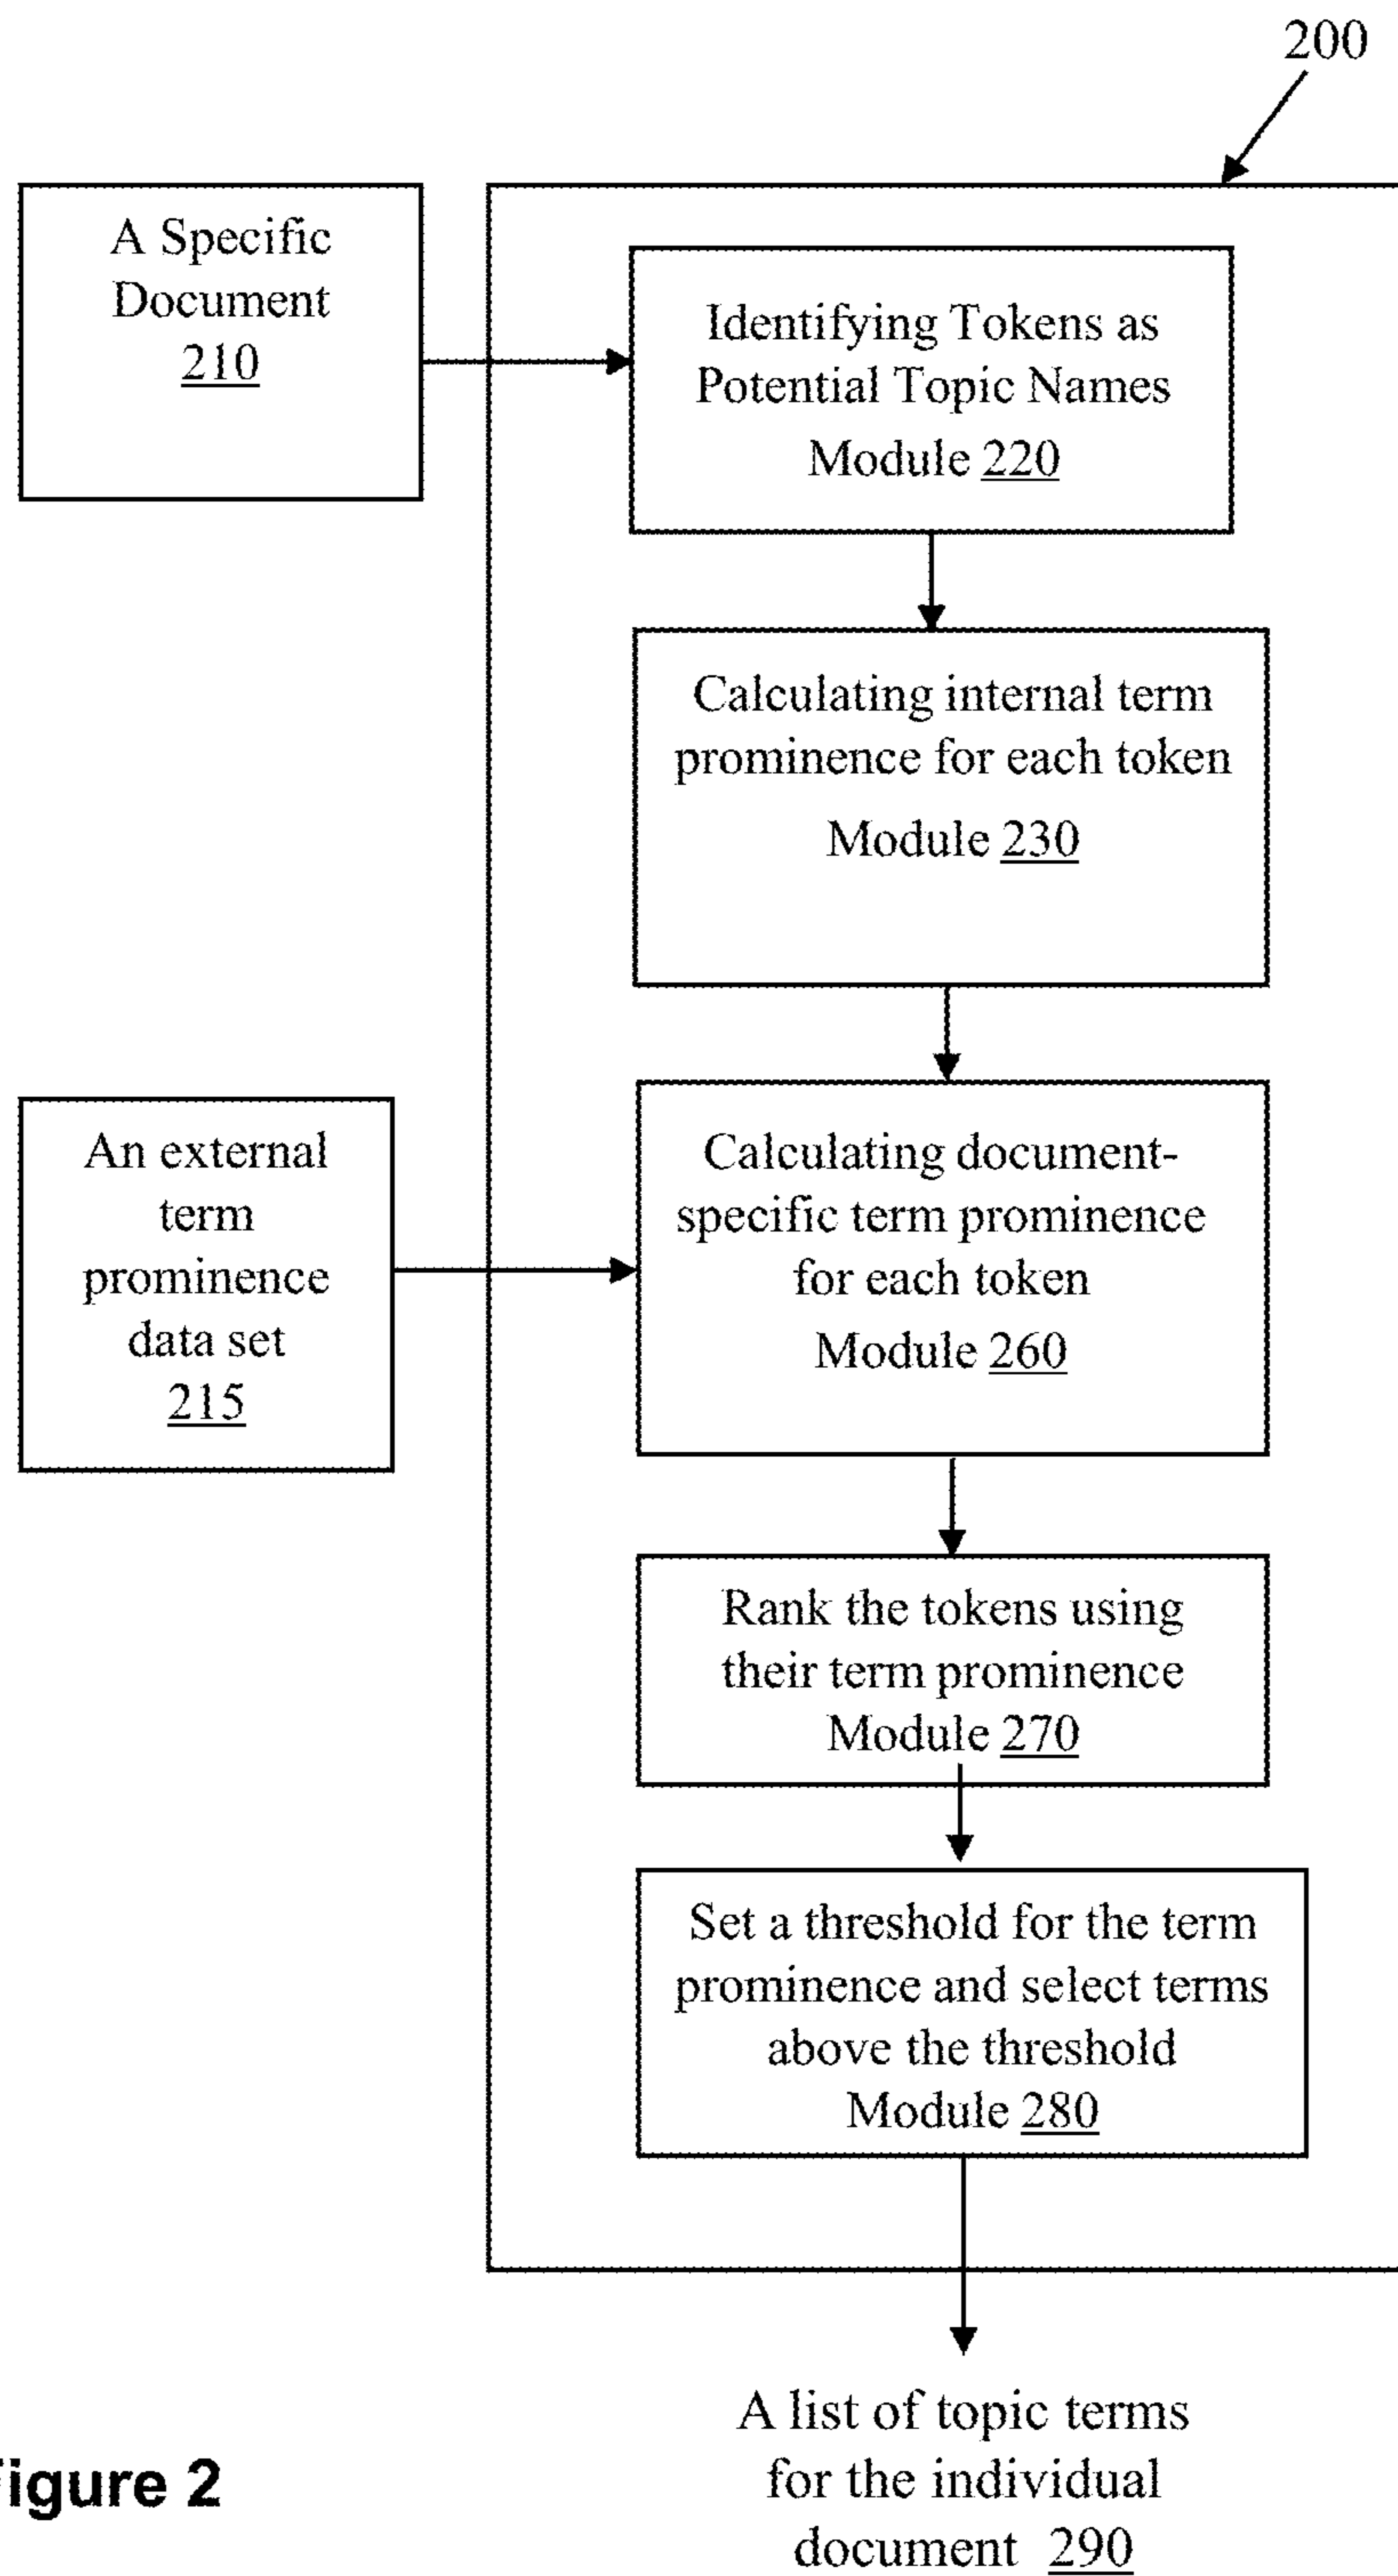 200
A Specific
Document
210
Identifying Tokens as
Potential Topic Names
Module 220
Calculating internal term
prominence for each token
Module 230
An external
term
prominence
data set
215
Calculating document-
specific term prominence
for each token
Module 260
Rank the tokens using
their term prominence
Module 270
Set a threshold for the term
prominence and select terms
above the threshold
Module 280
A list of topic terms
for the individual
document 290
Figure 2